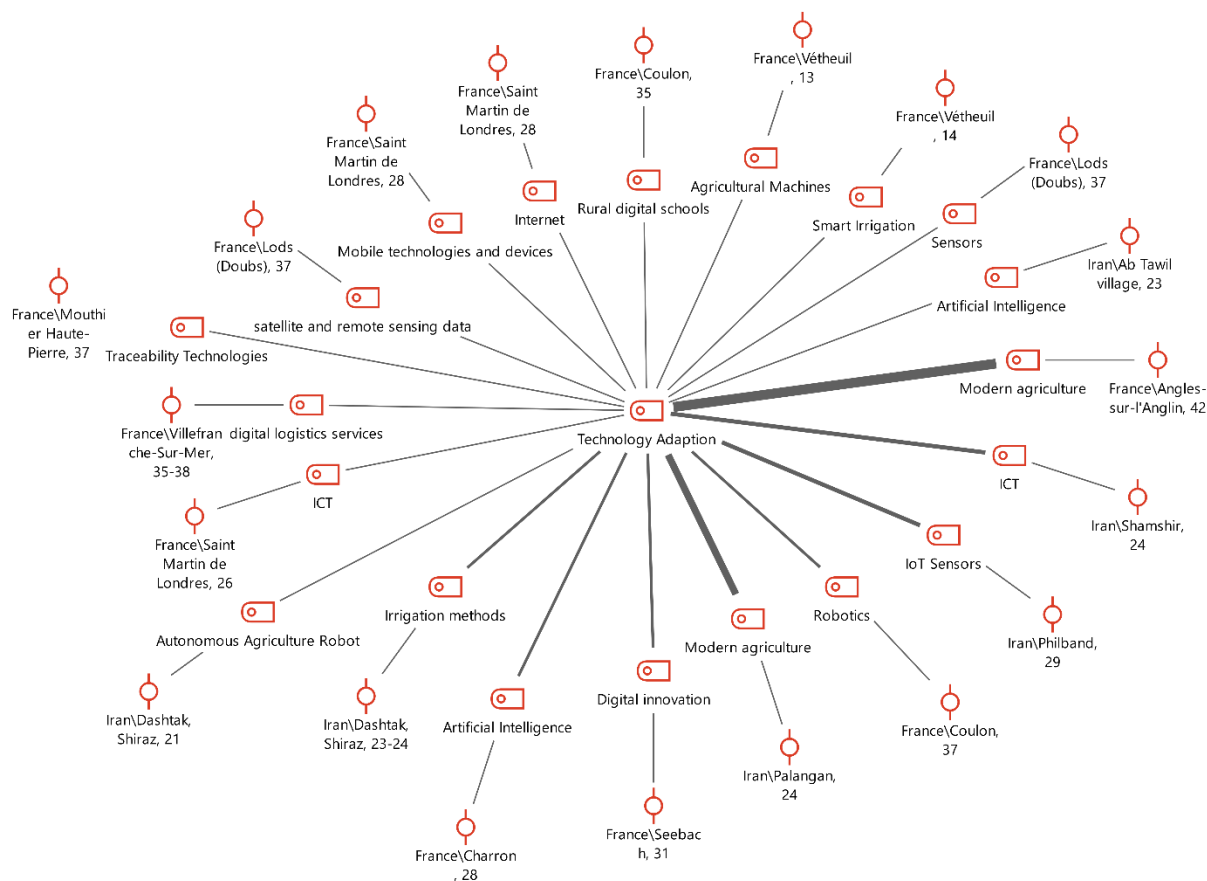 France\Coulon,
35
France\Vétheuil
, 13
France\Saint
Martin de
Londres, 28
France\Vétheuil
, 14
France\Saint
Martin de
Londres, 28
France\Lods
(Doubs), 37
Agricultural Machines
Rural digital schools
Internet
Smart Irrigation
Sensors
France\Lods
(Doubs), 37
Mobile technologies and devices
Iran\Ab Tawil
village, 23
Artificial Intelligence
France\Mouthi
er Haute-
Pierre, 37
satellite and remote sensing data
Traceability Technologies
Modern agriculture
France\Angles-
sur-l'Anglin, 42
France\Villefran
che-Sur-Mer,
35-38
digital logistics services
Technology Adaption
ICT
ICT
Iran\Shamshir,
24
France\Saint
Martin de
Londres, 26
IoT Sensors
Irrigation methods
Robotics
Autonomous Agriculture Robot
Modern agriculture
Iran\Philband,
29
Digital innovation
Iran\Dashtak,
Shiraz, 21
Iran\Dashtak,
Shiraz, 23-24
Artificial Intelligence
France\Coulon,
37
Iran\Palangan,
24
France\Seebac
h, 31
France\Charron
, 28